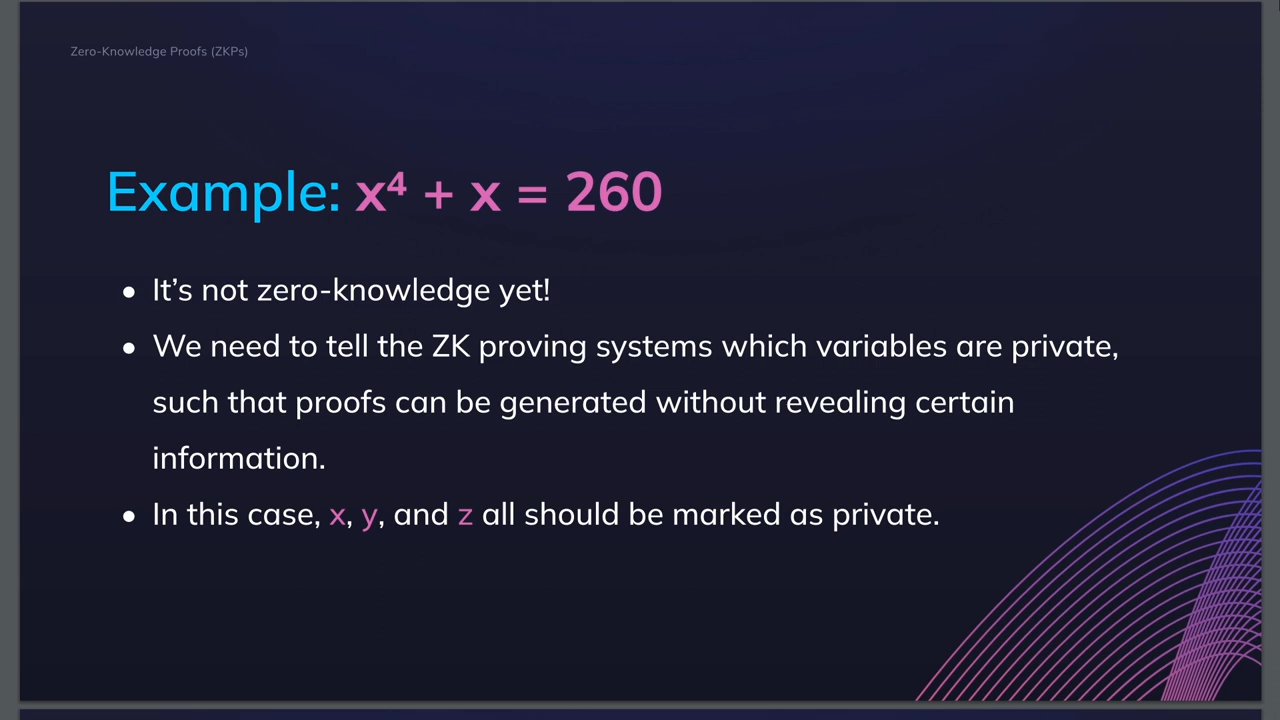 Zero-Knowledge Proofs (ZKPs)
Example: x⁴ + x = 260
• It’s not zero-knowledge yet!
• We need to tell the ZK proving systems which variables are private,
such that proofs can be generated without revealing certain
information.
• In this case, x, y, and z all should be marked as private.